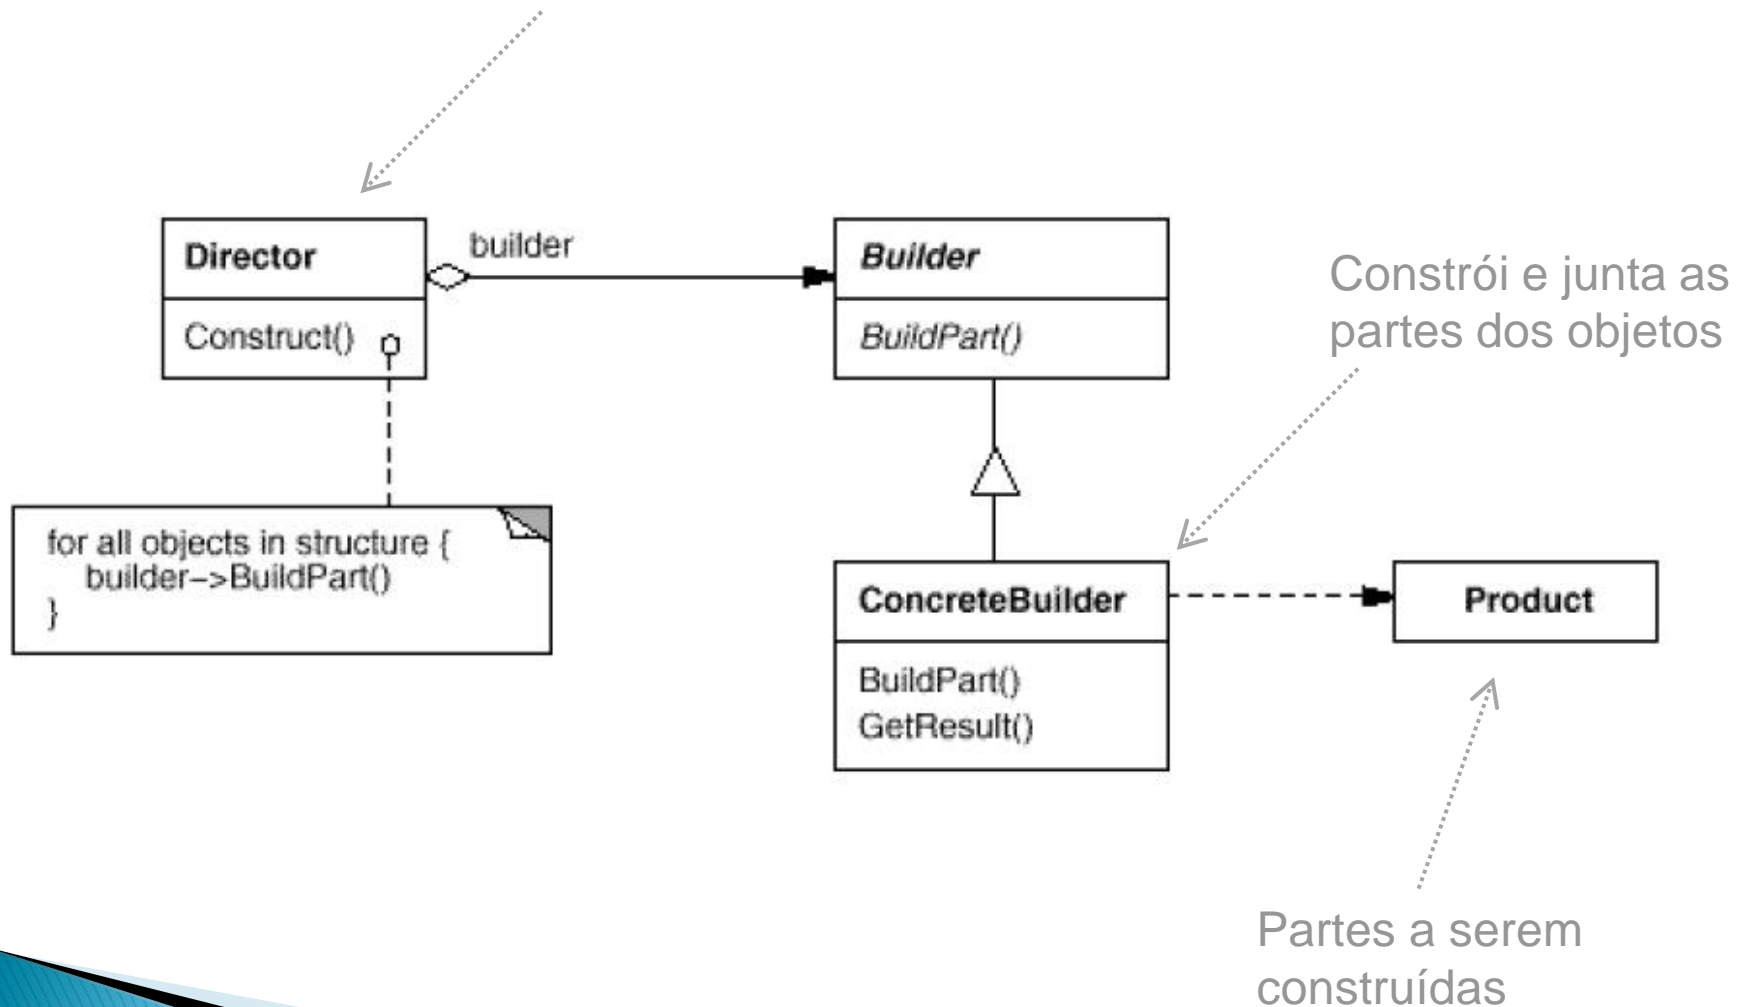 Director
builder
Builder
Construct()
BuildPart()
Constrói e junta as
partes dos objetos
for all objects in structure {
builder–>BuildPart()
}
ConcreteBuilder
BuildPart()
GetResult()
Product
Partes a serem
construídas